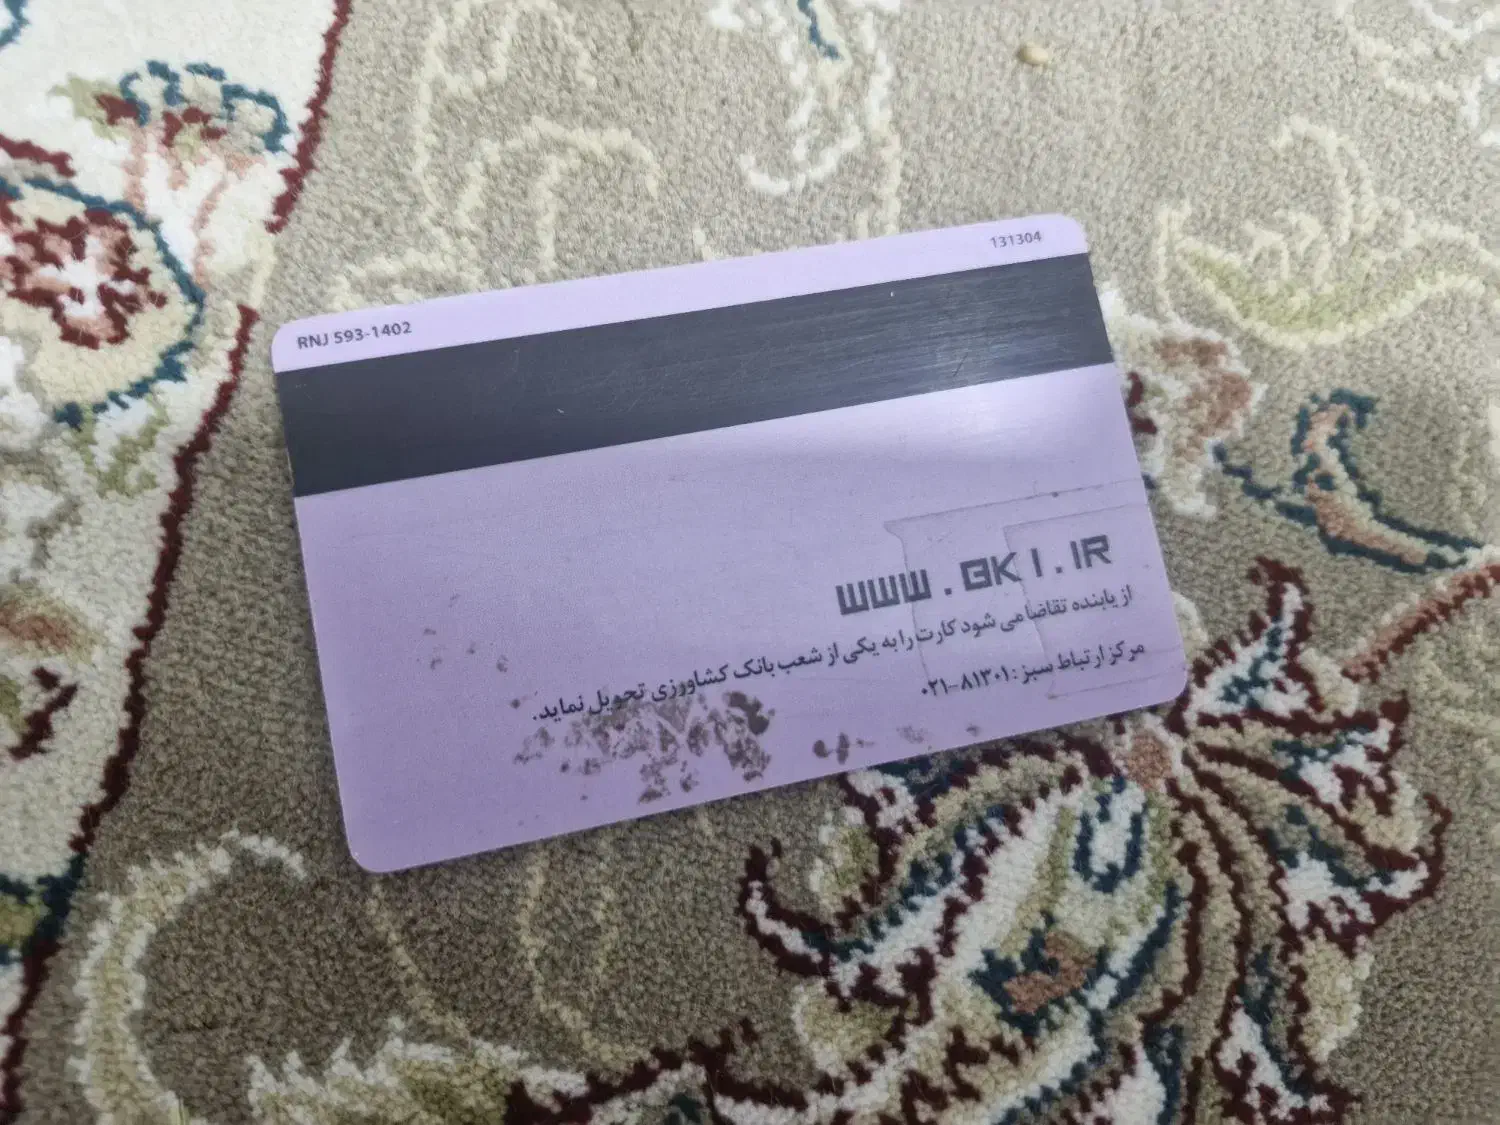 131304
RNJ 593-1402
WWW.BKI.IR
از یابنده تقاضا می شود کارت را به یکی از شعب بانک کشاورزی تحویل نماید.
مرکز ارتباط سبز : ۸۱۳۰۱-۰۲۱